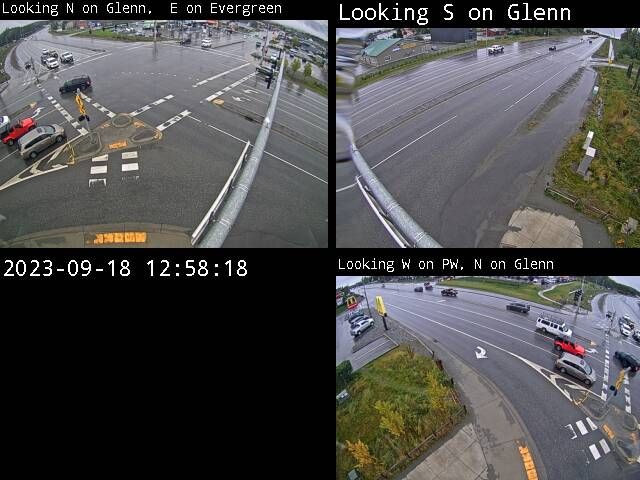 Looking N on Glenn, E on Evergreen
Looking S on Glenn
2023-09-18 12:58:18
Looking W on PW, N on Glenn